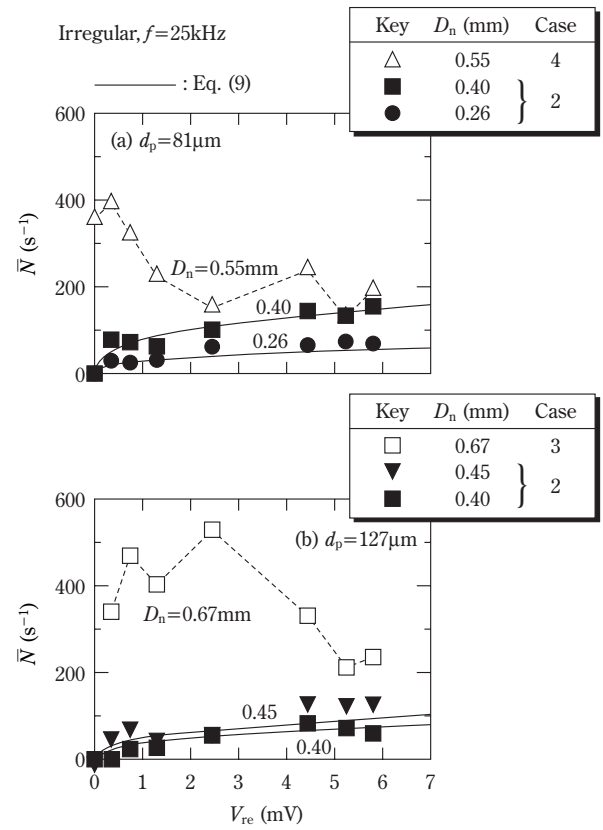 Irregular, f=25kHz
: Eq. (9)
Key Dₙ (mm) Case
0.55 4
0.40 } 2
0.26
600
400
200
0
N̅ (s⁻¹)
(a) dₚ=81μm
Dₙ=0.55mm
0.40
0.26
Key Dₙ (mm) Case
0.67 3
0.45 } 2
0.40
600
400
200
0
N̅ (s⁻¹)
(b) dₚ=127μm
Dₙ=0.67mm
0.45
0.40
0 1 2 3 4 5 6 7
V_re (mV)